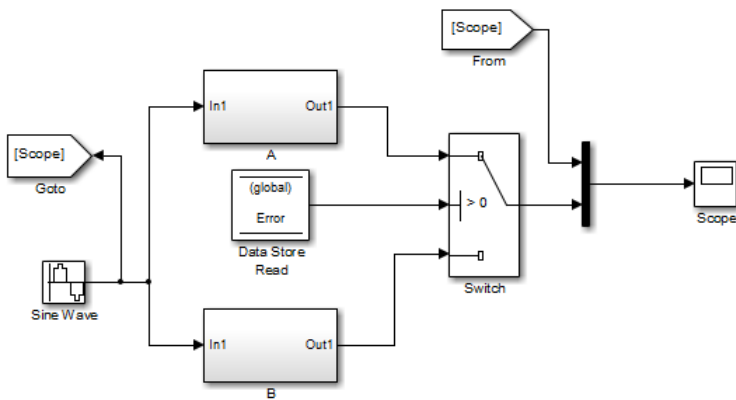 [Scope]
From
In1
Out1
A
[Scope]
Goto
(global)
Error
Data Store
Read
> 0
Switch
Scope
Sine Wave
In1
Out1
B